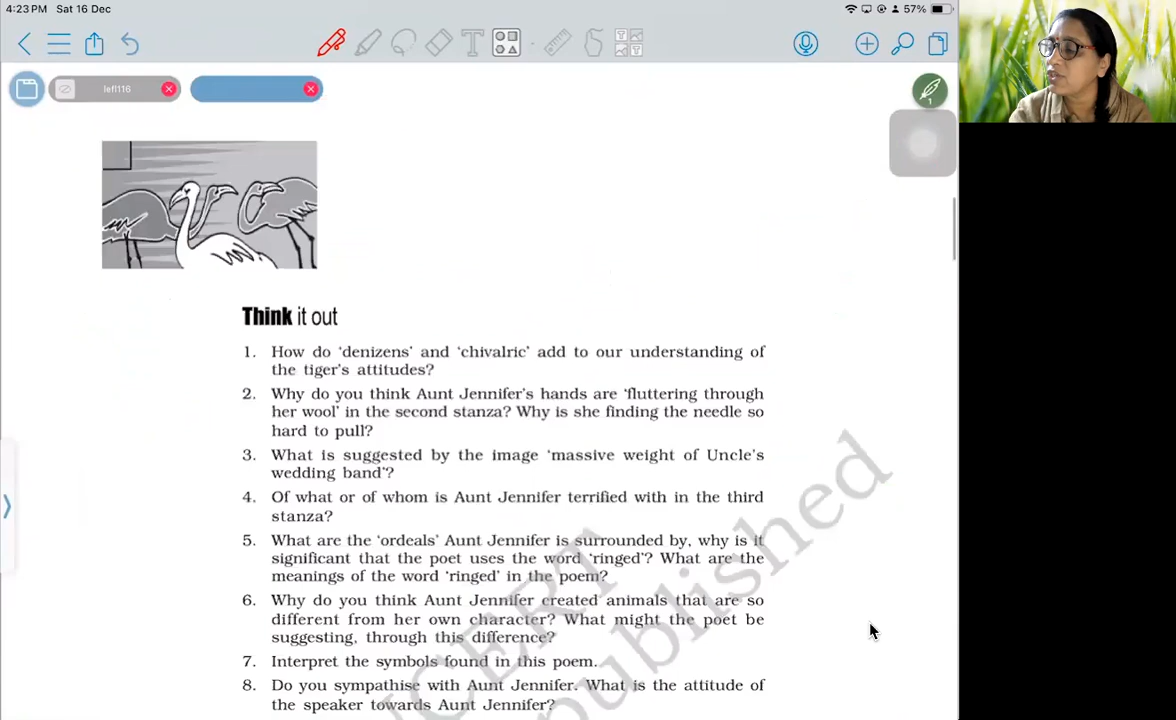 4:23 PM Sat 16 Dec
57%
lefl116
1
Think it out
1. How do 'denizens' and 'chivalric' add to our understanding of
the tiger's attitudes?
2. Why do you think Aunt Jennifer's hands are 'fluttering through
her wool' in the second stanza? Why is she finding the needle so
hard to pull?
3. What is suggested by the image 'massive weight of Uncle's
wedding band'?
4. Of what or of whom is Aunt Jennifer terrified with in the third
stanza?
5. What are the 'ordeals' Aunt Jennifer is surrounded by, why is it
significant that the poet uses the word 'ringed'? What are the
meanings of the word 'ringed' in the poem?
6. Why do you think Aunt Jennifer created animals that are so
different from her own character? What might the poet be
suggesting, through this difference?
7. Interpret the symbols found in this poem.
8. Do you sympathise with Aunt Jennifer. What is the attitude of
the speaker towards Aunt Jennifer?
NCERT
published